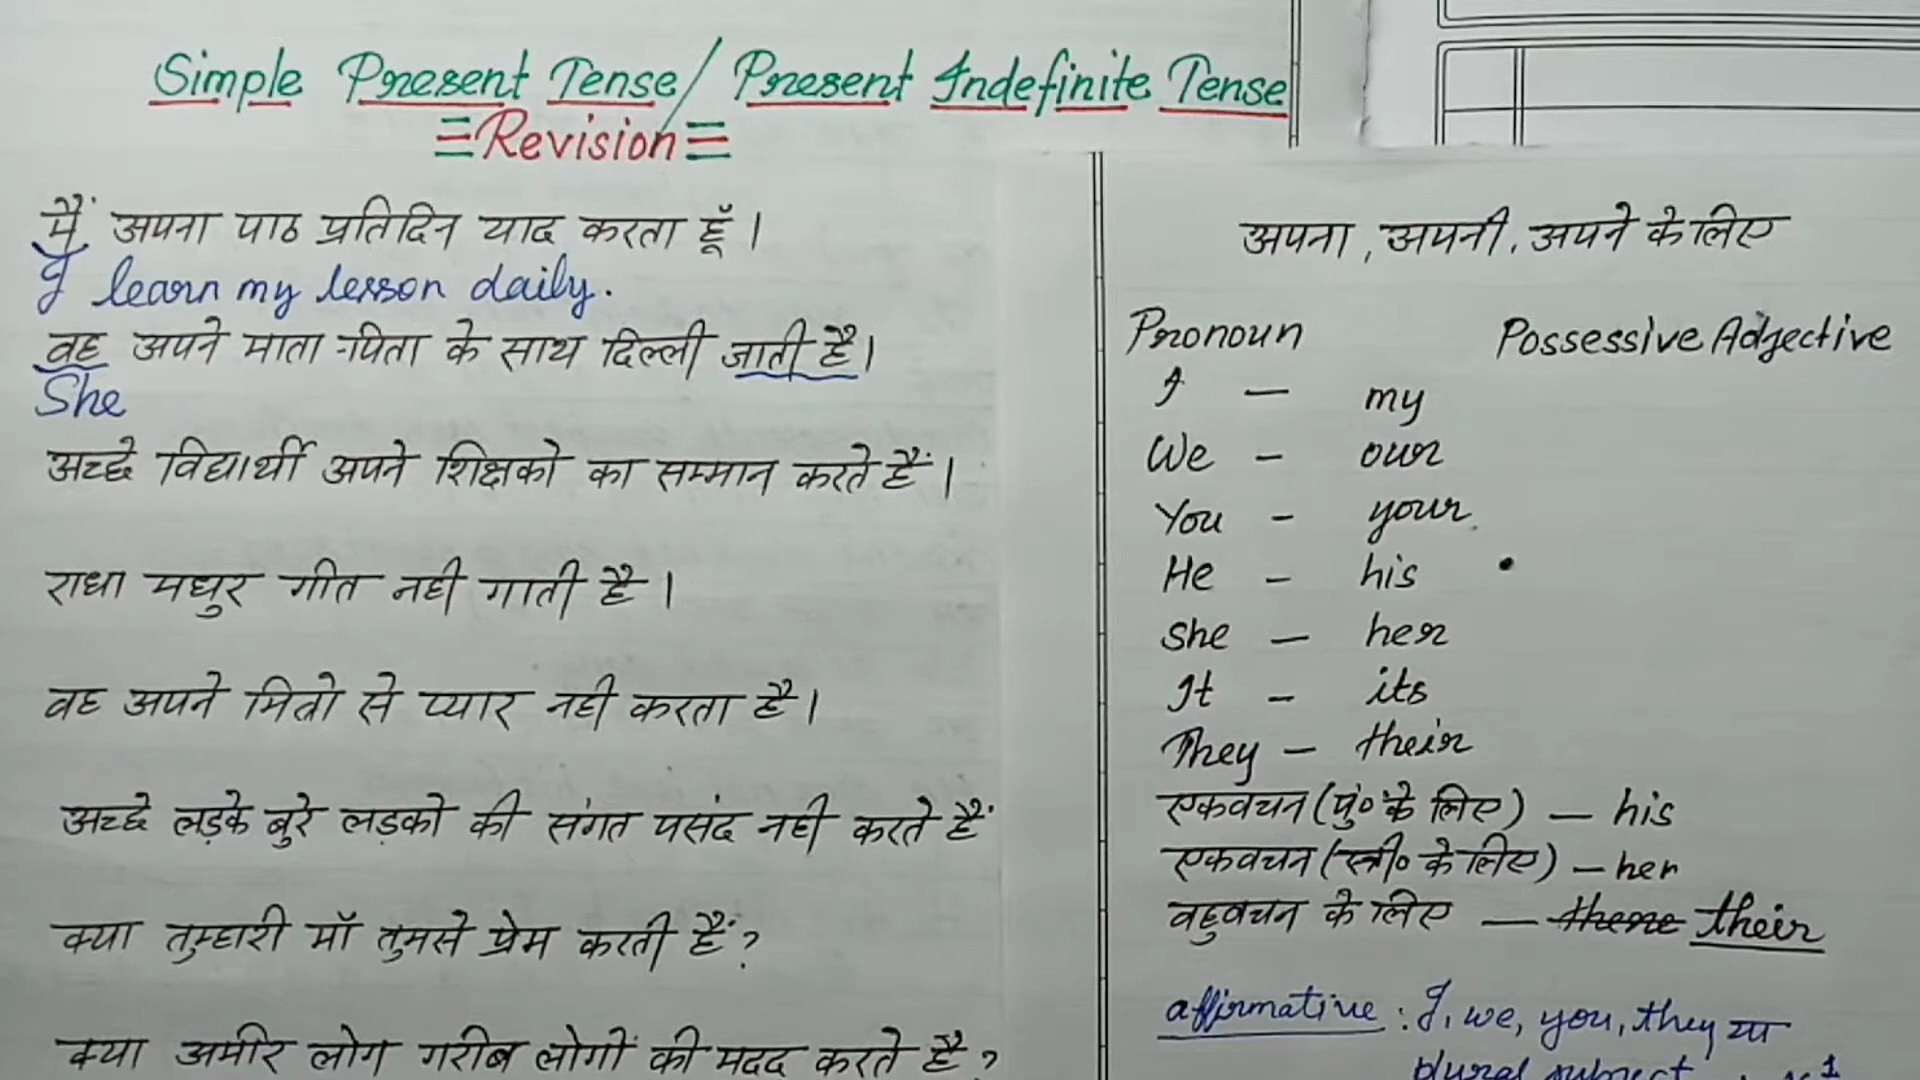 Simple Present Tense/ Present Indefinite Tense
=Revision=
मैं अपना पाठ प्रतिदिन याद करता हूँ।
I learn my lesson daily.
वह अपने माता-पिता के साथ दिल्ली जाती है।
She
अच्छे विद्यार्थी अपने शिक्षको का सम्मान करते हैं।
राधा मधुर गीत नही गाती है।
वह अपने मित्रो से प्यार नही करता है।
अच्छे लड़के बुरे लड़को की संगत पसंद नही करते हैं
क्या तुम्हारी माँ तुमसे प्रेम करती हैं?
क्या अमीर लोग गरीब लोगों की मदद करते है?
अपना, अपनी, अपने के लिए
Pronoun Possessive Adjective
I — my
We – our
You – your
He – his
She – her
It – its
They – their
एकवचन (पुं० के लिए) — his
एकवचन (स्त्री० के लिए) — her
बहुवचन के लिए — there their
affirmative : I, we, you, they या
plural subject